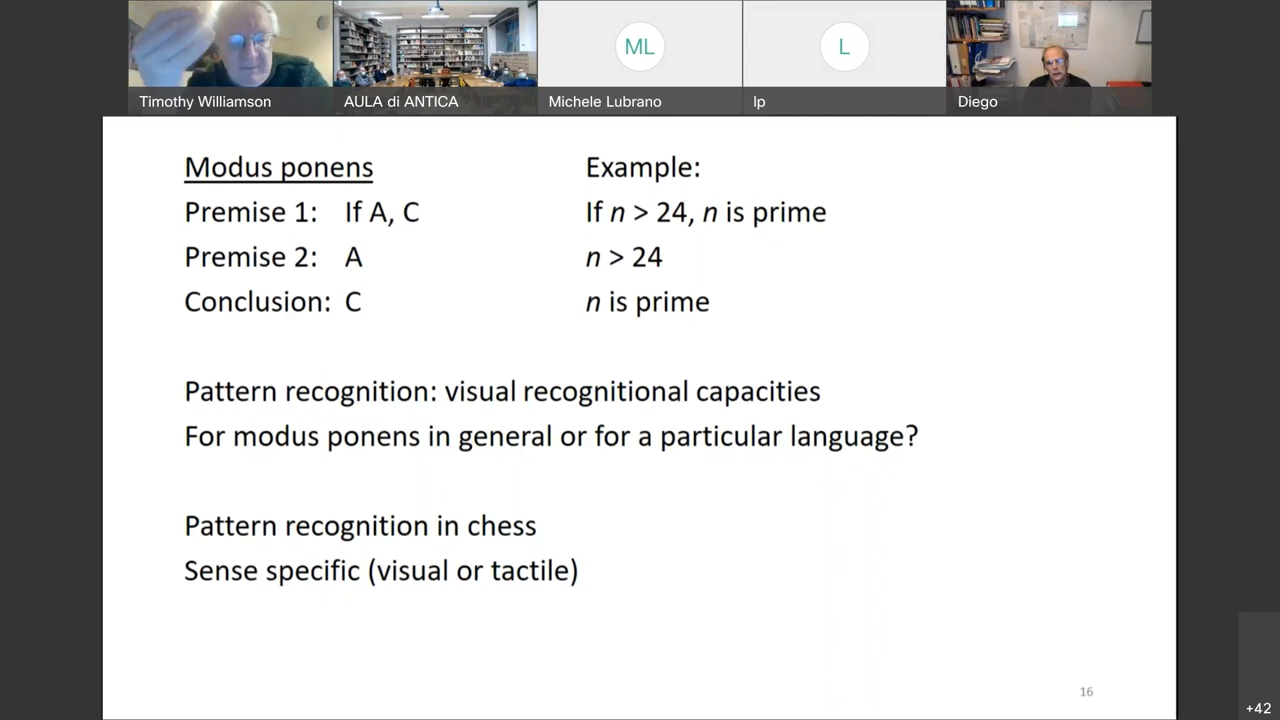 ML
L
Timothy Williamson
AULA di ANTICA
Michele Lubrano
lp
Diego
Modus ponens
Example:
Premise 1: If A, C
If n > 24, n is prime
Premise 2: A
n > 24
Conclusion: C
n is prime
Pattern recognition: visual recognitional capacities
For modus ponens in general or for a particular language?
Pattern recognition in chess
Sense specific (visual or tactile)
16
+42